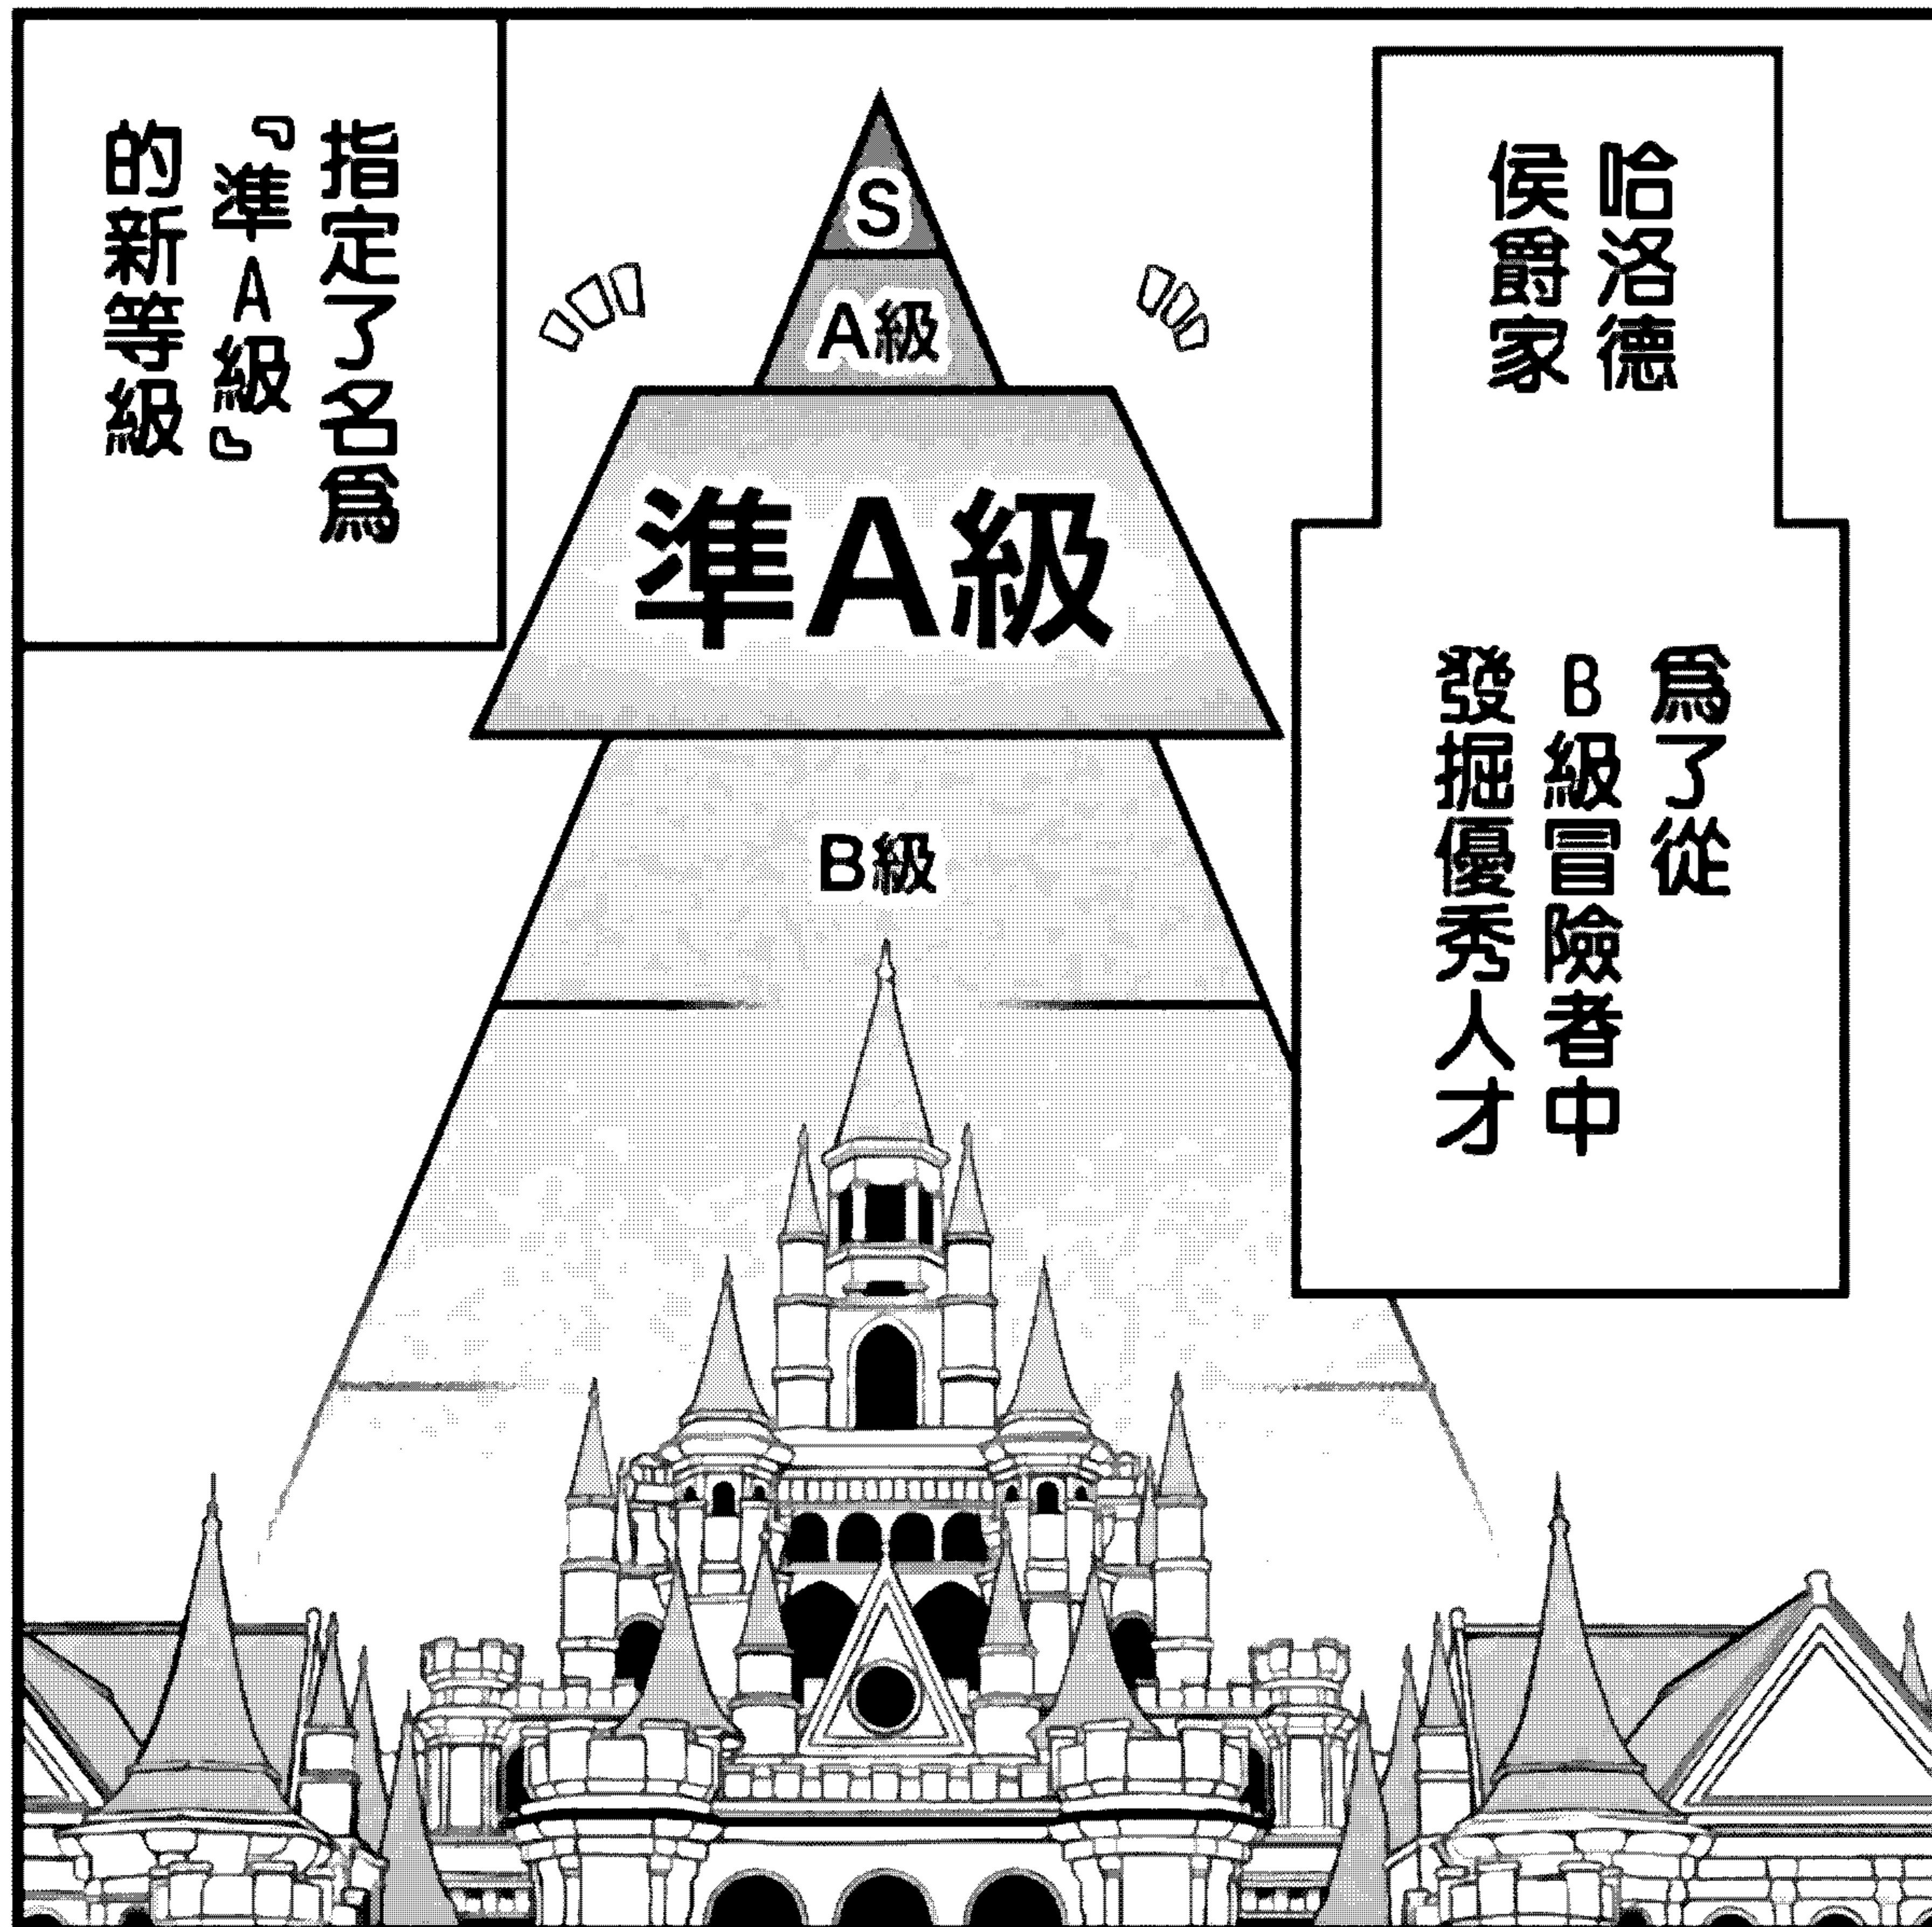 哈洛德
侯爵家
為了從
B級冒險者中
發掘優秀人才
S
A級
準A級
B級
指定了名為
『準A級』
的新等級